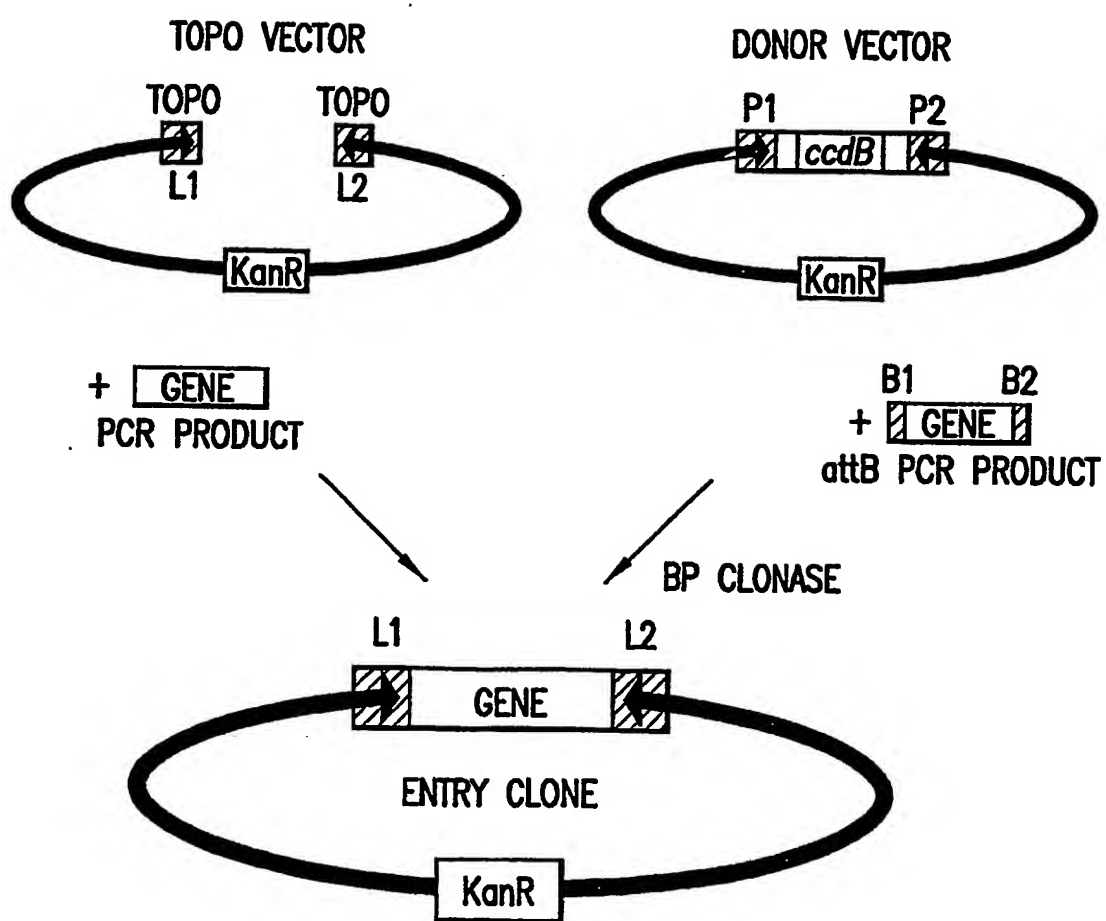 TOPO VECTOR
TOPO TOPO
L1 L2
KanR
+ GENE
PCR PRODUCT
DONOR VECTOR
P1 P2
ccdB
KanR
B1 B2
+ GENE
attB PCR PRODUCT
BP CLONASE
L1 L2
GENE
ENTRY CLONE
KanR